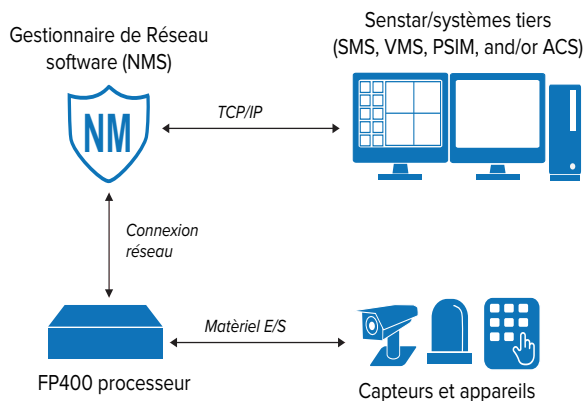 Gestionnaire de Réseau
software (NMS)
Senstar/systèmes tiers
(SMS, VMS, PSIM, and/or ACS)
NM
TCP/IP
Connexion
réseau
Matèriel E/S
FP400 processeur
Capteurs et appareils